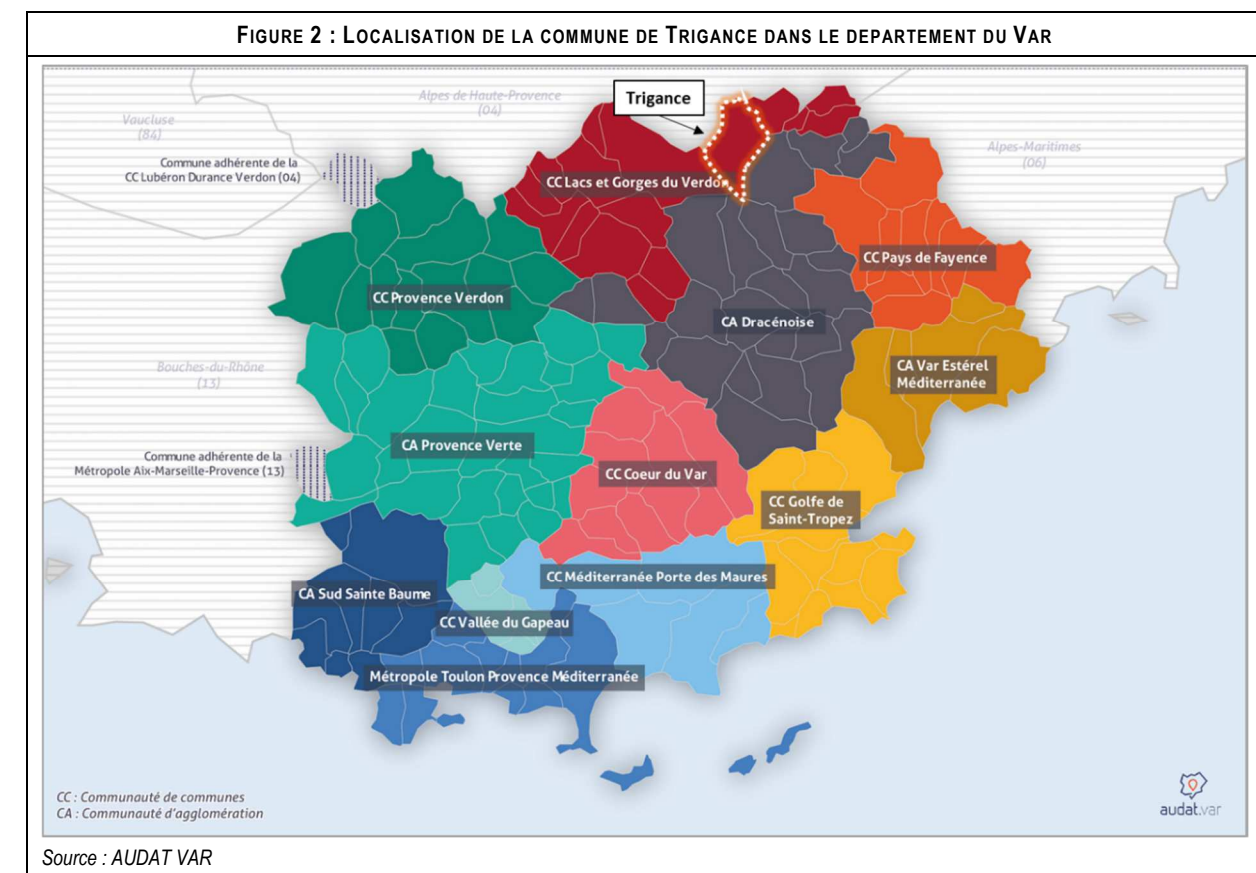 FIGURE 2 : LOCALISATION DE LA COMMUNE DE TRIGANCE DANS LE DEPARTEMENT DU VAR
Alpes de Haute-Provence
(04)
Trigance
Vaucluse
(84)
Alpes-Maritimes
(06)
Commune adhérente de la
CC Lubéron Durance Verdon (04)
CC Lacs et Gorges du Verdon
CC Pays de Fayence
CC Provence Verdon
CA Dracénoise
Bouches-du-Rhône
(13)
CA Var Estérel
Méditerranée
CA Provence Verte
Commune adhérente de la
Métropole Aix-Marseille-Provence (13)
CC Coeur du Var
CC Golfe de
Saint-Tropez
CC Méditerranée Porte des Maures
CA Sud Sainte Baume
CC Vallée du Gapeau
Métropole Toulon Provence Méditerranée
CC : Communauté de communes
CA : Communauté d'agglomération
audat.var
Source : AUDAT VAR